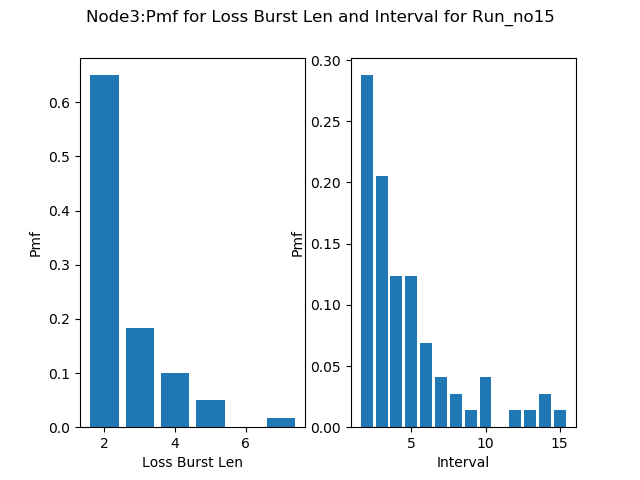 Node3:Pmf for Loss Burst Len and Interval for Run_no15
0.6
0.5
0.4
0.3
0.2
0.1
0.0
Pmf
2 4 6
Loss Burst Len
0.30
0.25
0.20
0.15
0.10
0.05
0.00
Pmf
5 10 15
Interval